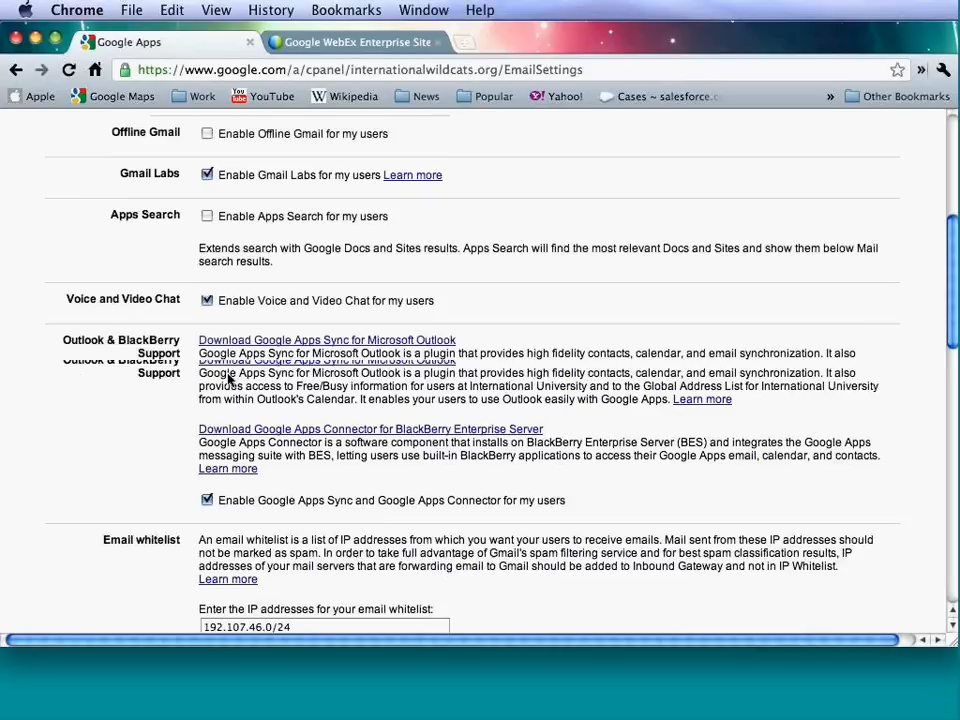 Chrome File Edit View History Bookmarks Window Help
Google Apps
Google WebEx Enterprise Site
https://www.google.com/a/cpanel/internationalwildcats.org/EmailSettings
Apple Google Maps Work YouTube Wikipedia News Popular Yahoo! Cases ~ salesforce.c » Other Bookmarks
Offline Gmail Enable Offline Gmail for my users
Gmail Labs Enable Gmail Labs for my users Learn more
Apps Search Enable Apps Search for my users
Extends search with Google Docs and Sites results. Apps Search will find the most relevant Docs and Sites and show them below Mail
search results.
Voice and Video Chat Enable Voice and Video Chat for my users
Outlook & BlackBerry Download Google Apps Sync for Microsoft Outlook
Support Google Apps Sync for Microsoft Outlook is a plugin that provides high fidelity contacts, calendar, and email synchronization. It also
Outlook & BlackBerry Download Google Apps Sync for Microsoft Outlook
Support Google Apps Sync for Microsoft Outlook is a plugin that provides high fidelity contacts, calendar, and email synchronization. It also
provides access to Free/Busy information for users at International University and to the Global Address List for International University
from within Outlook's Calendar. It enables your users to use Outlook easily with Google Apps. Learn more
Download Google Apps Connector for BlackBerry Enterprise Server
Google Apps Connector is a software component that installs on BlackBerry Enterprise Server (BES) and integrates the Google Apps
messaging suite with BES, letting users use built-in BlackBerry applications to access their Google Apps email, calendar, and contacts.
Learn more
Enable Google Apps Sync and Google Apps Connector for my users
Email whitelist An email whitelist is a list of IP addresses from which you want your users to receive emails. Mail sent from these IP addresses should
not be marked as spam. In order to take full advantage of Gmail's spam filtering service and for best spam classification results, IP
addresses of your mail servers that are forwarding email to Gmail should be added to Inbound Gateway and not in IP Whitelist.
Learn more
Enter the IP addresses for your email whitelist:
192.107.46.0/24